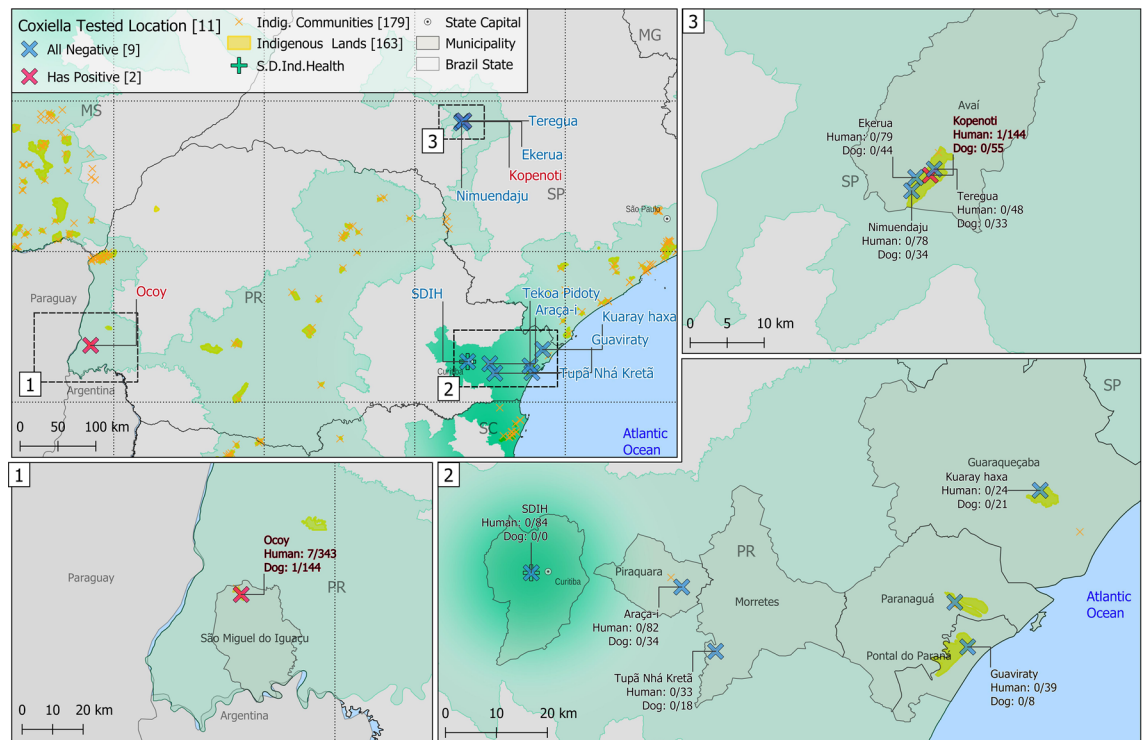 Coxiella Tested Location [11]
All Negative [9]
Has Positive [2]
Indig. Communities [179]
Indigenous Lands [163]
S.D.Ind.Health
State Capital
Municipality
Brazil State
MG
MS
3
Teregua
Ekerua
Kopenoti
SP
Nimuendaju
São Paulo
Paraguay
Ocoy
PR
SDIH
Tekoa Pidoty
Araça-i
Kuaray haxa
Guaviraty
Curitiba
Tupã Nhá Kretã
1
2
Argentina
SC
0 50 100 km
Atlantic
Ocean
3
Avaí
Ekerua
Human: 0/79
Dog: 0/44
Kopenoti
Human: 1/144
Dog: 0/55
SP
Teregua
Human: 0/48
Dog: 0/33
Nimuendaju
Human: 0/78
Dog: 0/34
0 5 10 km
1
Ocoy
Human: 7/343
Dog: 1/144
Paraguay
PR
São Miguel do Iguaçu
Argentina
0 10 20 km
2
SP
Guaraqueçaba
Kuaray haxa
Human: 0/24
Dog: 0/21
SDIH
Human: 0/84
Dog: 0/0
Curitiba
PR
Piraquara
Morretes
Paranaguá
Atlantic
Ocean
Araça-i
Human: 0/82
Dog: 0/34
Pontal do Paraná
Tupã Nhá Kretã
Human: 0/33
Dog: 0/18
Guaviraty
Human: 0/39
Dog: 0/8
0 10 20 km